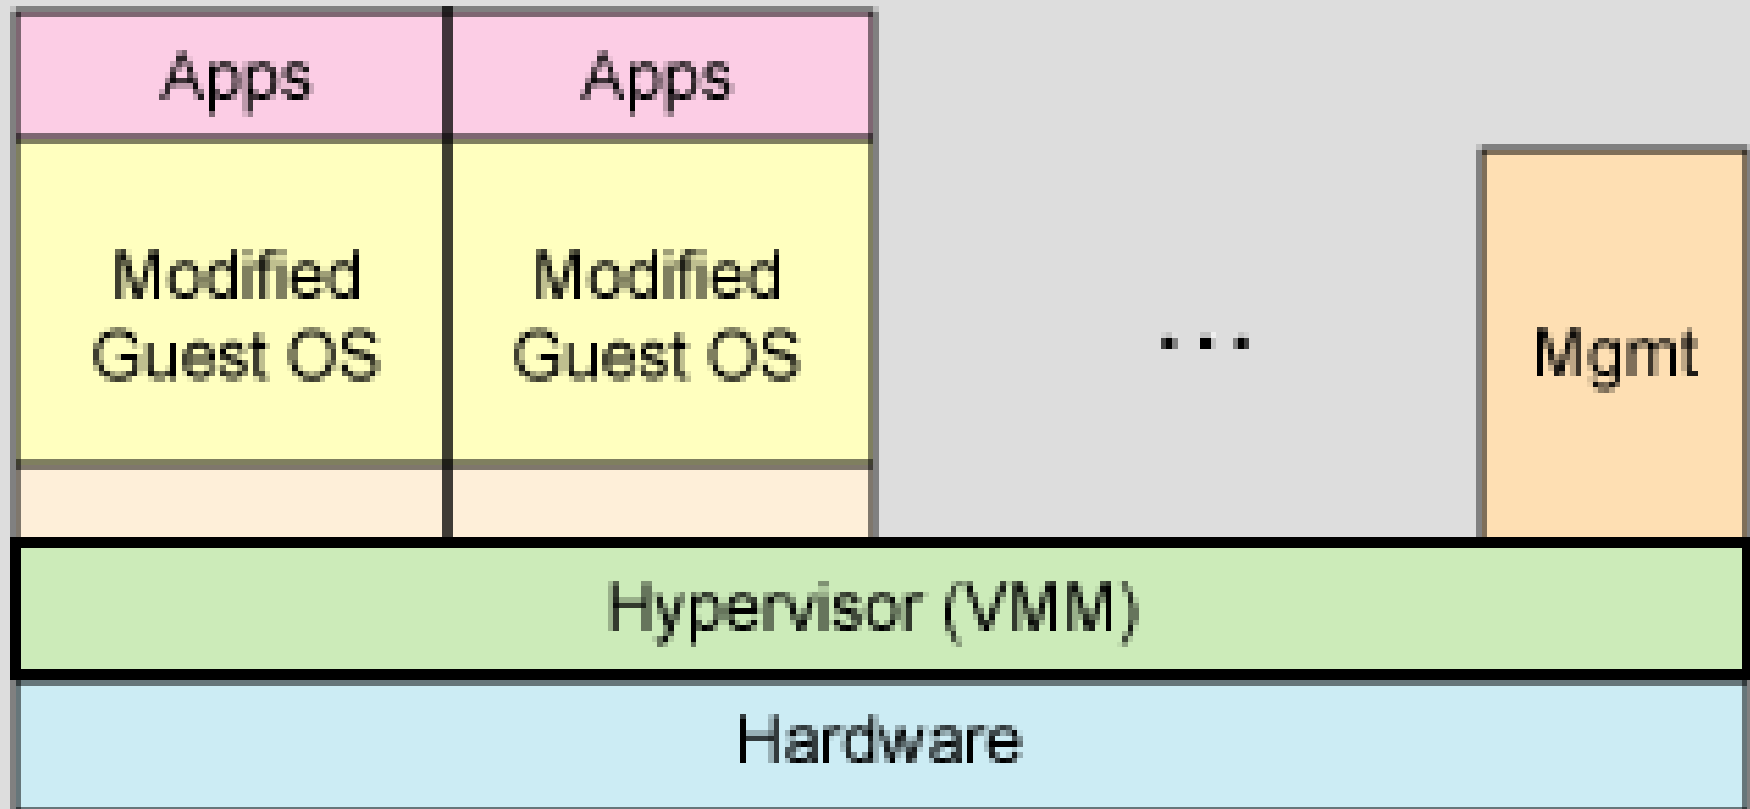 Apps
Apps
Modified
Guest OS
Modified
Guest OS
...
Mgmt
Hypervisor (VMM)
Hardware